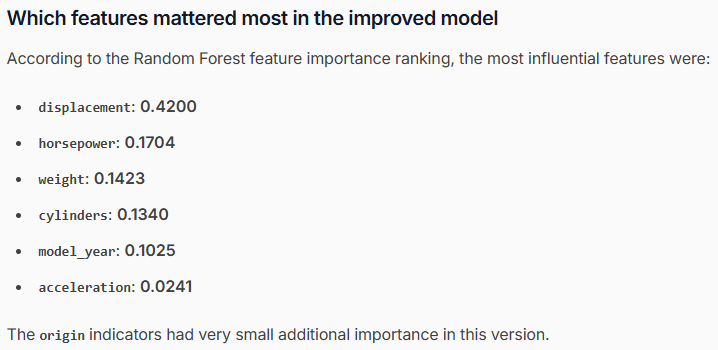 Which features mattered most in the improved model
According to the Random Forest feature importance ranking, the most influential features were:
• displacement: 0.4200
• horsepower: 0.1704
• weight: 0.1423
• cylinders: 0.1340
• model_year: 0.1025
• acceleration: 0.0241
The origin indicators had very small additional importance in this version.